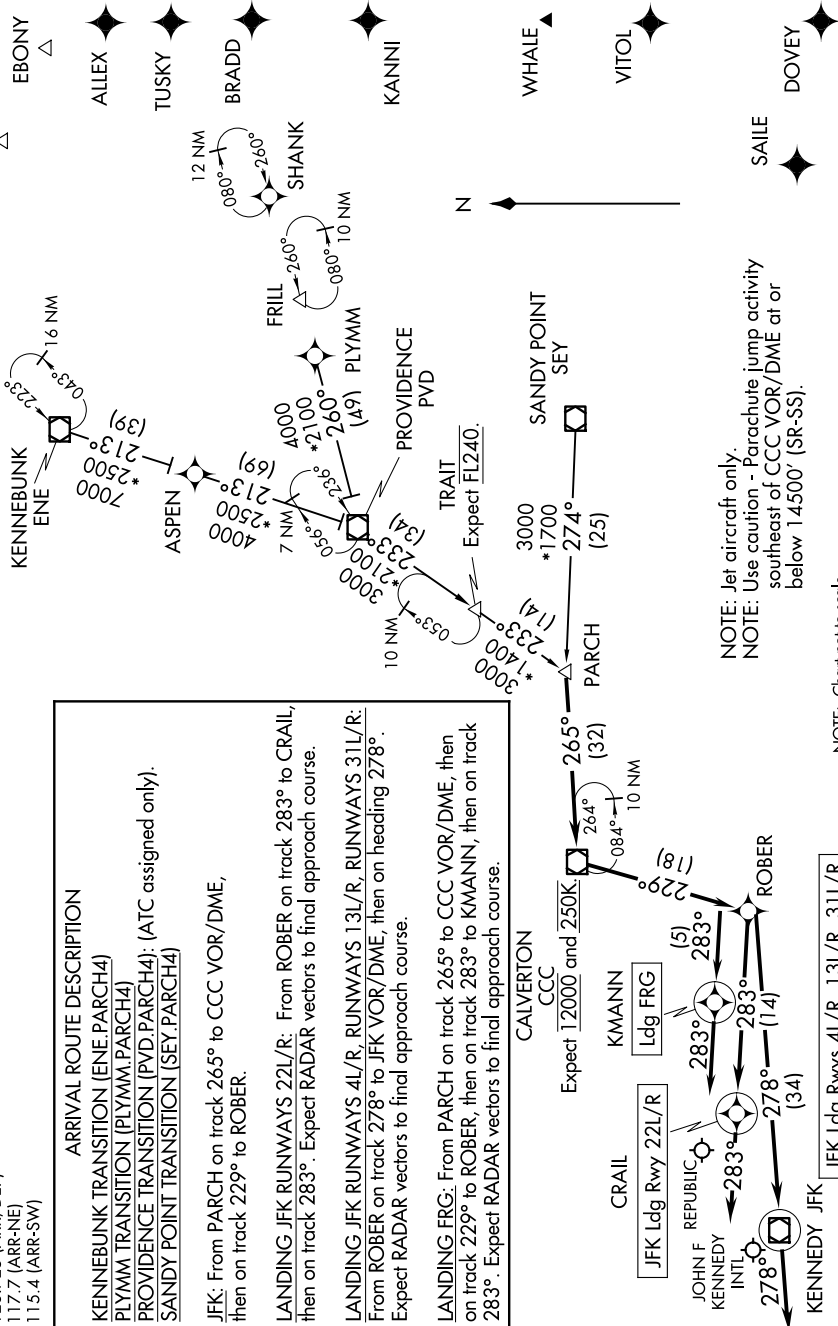 117.7 (ARR-NE)
115.4 (ARR-SW)
ARRIVAL ROUTE DESCRIPTION
KENNEBUNK TRANSITION (ENE.PARCH4)
PLYMM TRANSITION (PLYMM.PARCH4)
PROVIDENCE TRANSITION (PVD.PARCH4): (ATC assigned only).
SANDY POINT TRANSITION (SEY.PARCH4)
JFK: From PARCH on track 265° to CCC VOR/DME,
then on track 229° to ROBER.
LANDING JFK RUNWAYS 22L/R: From ROBER on track 283° to CRAIL,
then on track 283°. Expect RADAR vectors to final approach course.
LANDING JFK RUNWAYS 4L/R, RUNWAYS 13L/R, RUNWAYS 31L/R:
From ROBER on track 278° to JFK VOR/DME, then on heading 278°.
Expect RADAR vectors to final approach course.
LANDING FRG: From PARCH on track 265° to CCC VOR/DME, then
on track 229° to ROBER, then on track 283° to KMANN, then on track
283°. Expect RADAR vectors to final approach course.
EBONY
ALLEX
TUSKY
BRADD
KANNI
WHALE
VITOL
DOVEY
SAILE
N
12 NM
080°
260°
SHANK
FRILL
260°
080°
10 NM
KENNEBUNK
ENE
223°
043°
16 NM
7000
*2500
213°
(39)
ASPEN
4000
*2500
213°
(69)
PLYMM
4000
*2100
260°
(49)
7 NM
056°
236°
PROVIDENCE
PVD
3000
*2100
233°
(34)
10 NM
053°
TRAIT
Expect FL240.
3000
*1400
233°
(14)
SANDY POINT
SEY
3000
*1700
274°
(25)
PARCH
265°
(32)
264°
084°
10 NM
CALVERTON
CCC
Expect 12000 and 250K.
229°
(18)
ROBER
(5)
283°
KMANN
Ldg FRG
283°
283°
(14)
CRAIL
JFK Ldg Rwy 22L/R
283°
278°
(34)
REPUBLIC
JOHN F
KENNEDY
INTL
278°
KENNEDY JFK
JFK Ldg Rwys 4L/R, 13L/R, 31L/R
NOTE: Jet aircraft only.
NOTE: Use caution - Parachute jump activity
southeast of CCC VOR/DME at or
below 14500' (SR-SS).
NOTE: Chart not to scale.